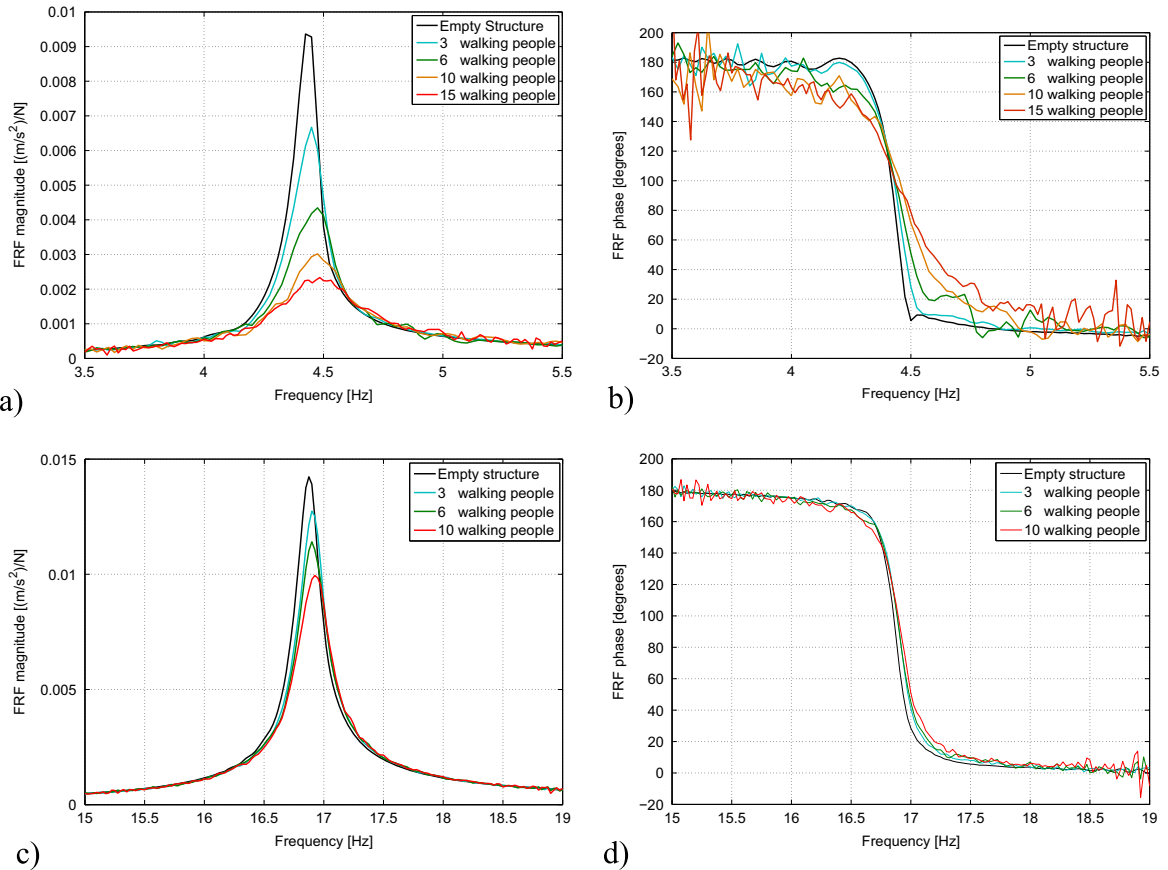 0.01
0.009
0.008
0.007
0.006
0.005
0.004
0.003
0.002
0.001
0
FRF magnitude [(m/s²)/N]
Empty Structure
3 walking people
6 walking people
10 walking people
15 walking people
3.5 4 4.5 5 5.5
Frequency [Hz]
a)
200
180
160
140
120
100
80
60
40
20
0
−20
FRF phase [degrees]
Empty structure
3 walking people
6 walking people
10 walking people
15 walking people
3.5 4 4.5 5 5.5
Frequency [Hz]
b)
0.015
0.01
0.005
0
FRF magnitude [(m/s²)/N]
Empty structure
3 walking people
6 walking people
10 walking people
15 15.5 16 16.5 17 17.5 18 18.5 19
Frequency [Hz]
c)
200
180
160
140
120
100
80
60
40
20
0
−20
FRF phase [degrees]
Empty structure
3 walking people
6 walking people
10 walking people
15 15.5 16 16.5 17 17.5 18 18.5 19
Frequency [Hz]
d)